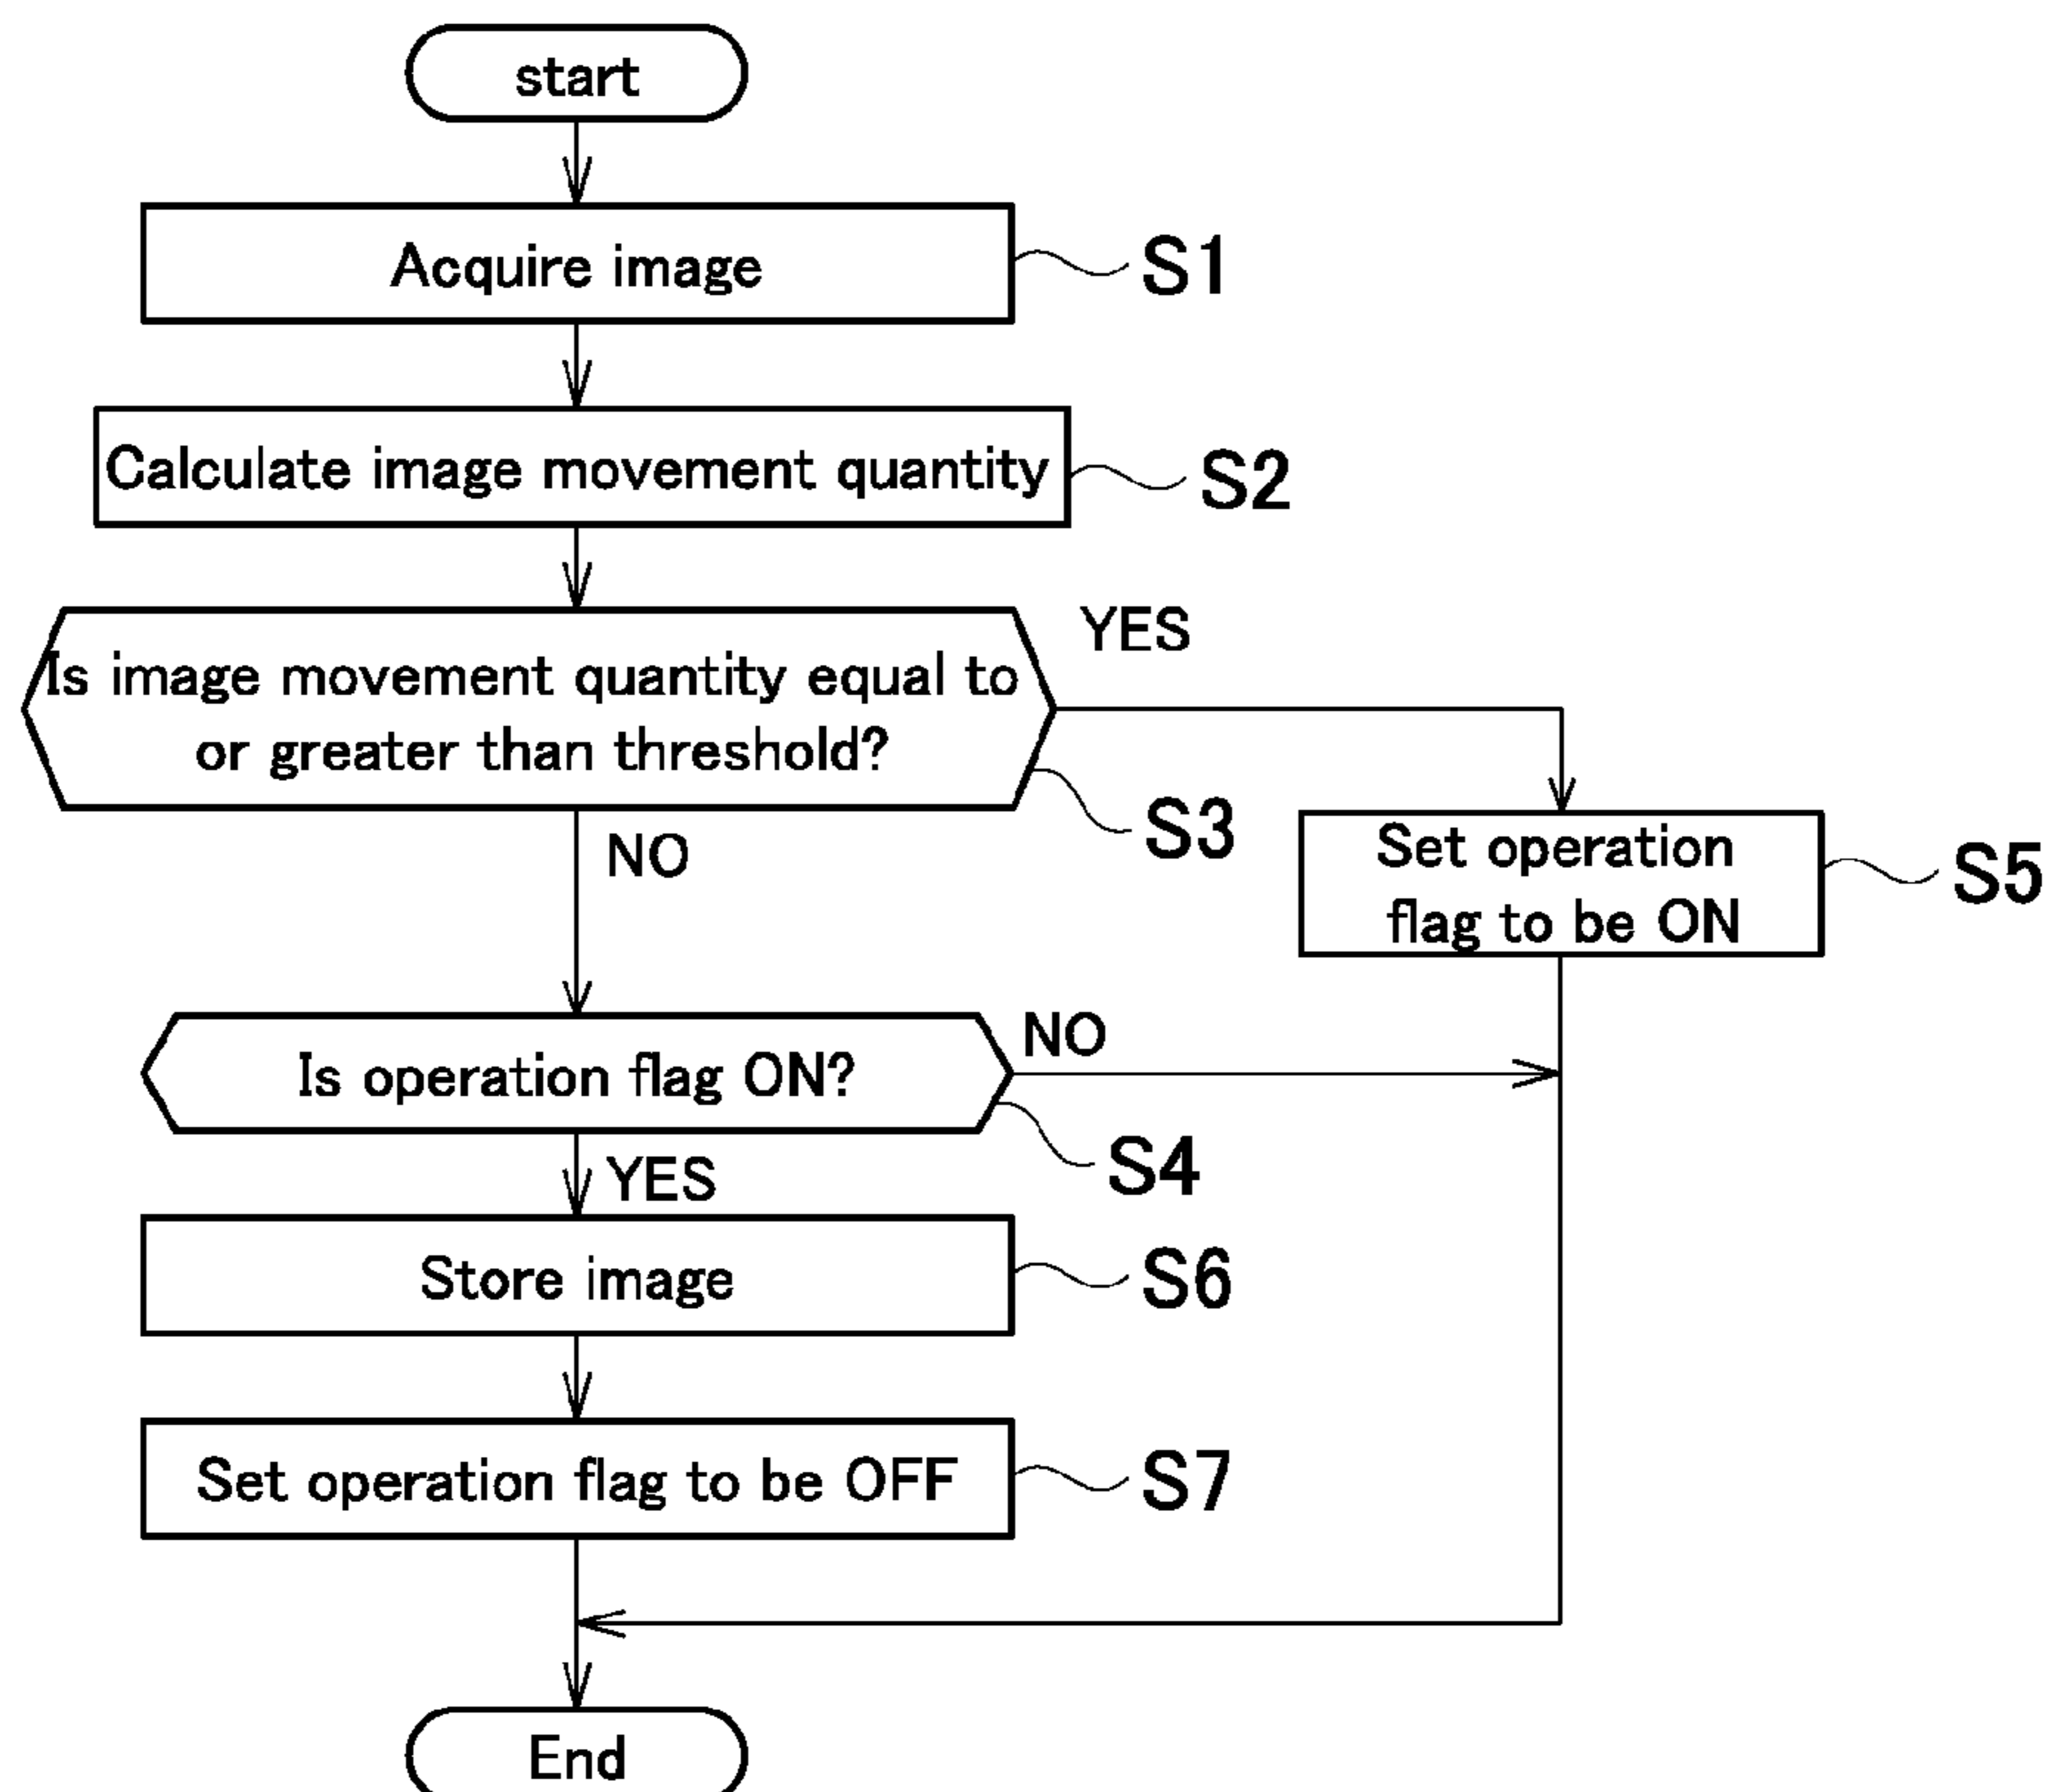 start
Acquire image
S1
Calculate image movement quantity
S2
Is image movement quantity equal to
or greater than threshold?
YES
S3
NO
Set operation
flag to be ON
S5
Is operation flag ON?
NO
S4
YES
Store image
S6
Set operation flag to be OFF
S7
End